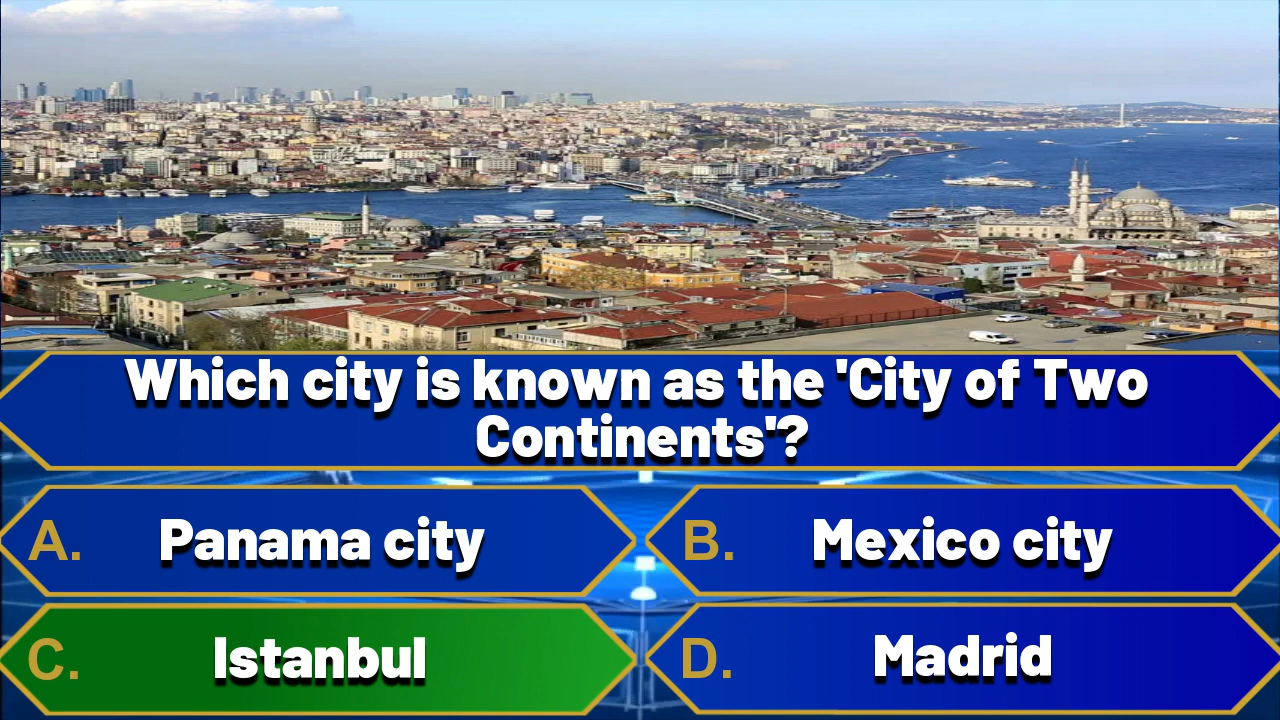 Which city is known as the 'City of Two
Continents'?
A. Panama city
B. Mexico city
C. Istanbul
D. Madrid